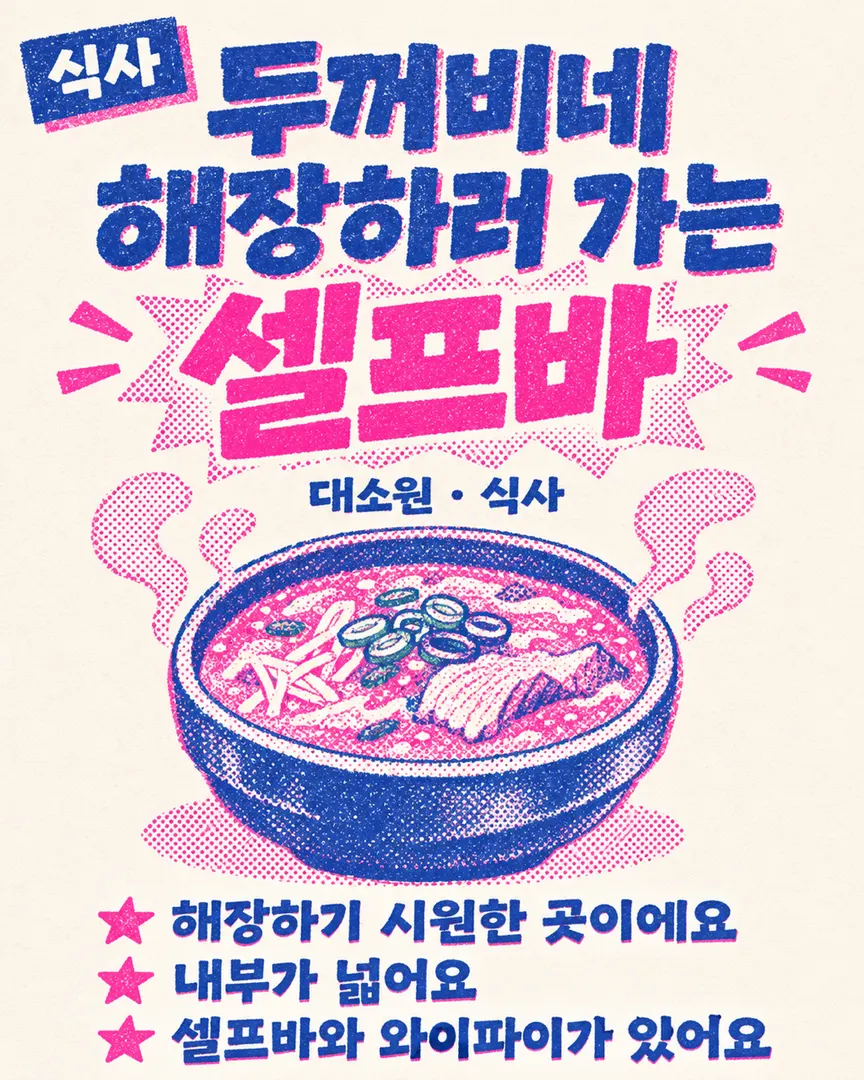 식사
두꺼비네
해장하러 가는
셀프바
대소원 • 식사
해장하기 시원한 곳이에요
내부가 넓어요
셀프바와 와이파이가 있어요